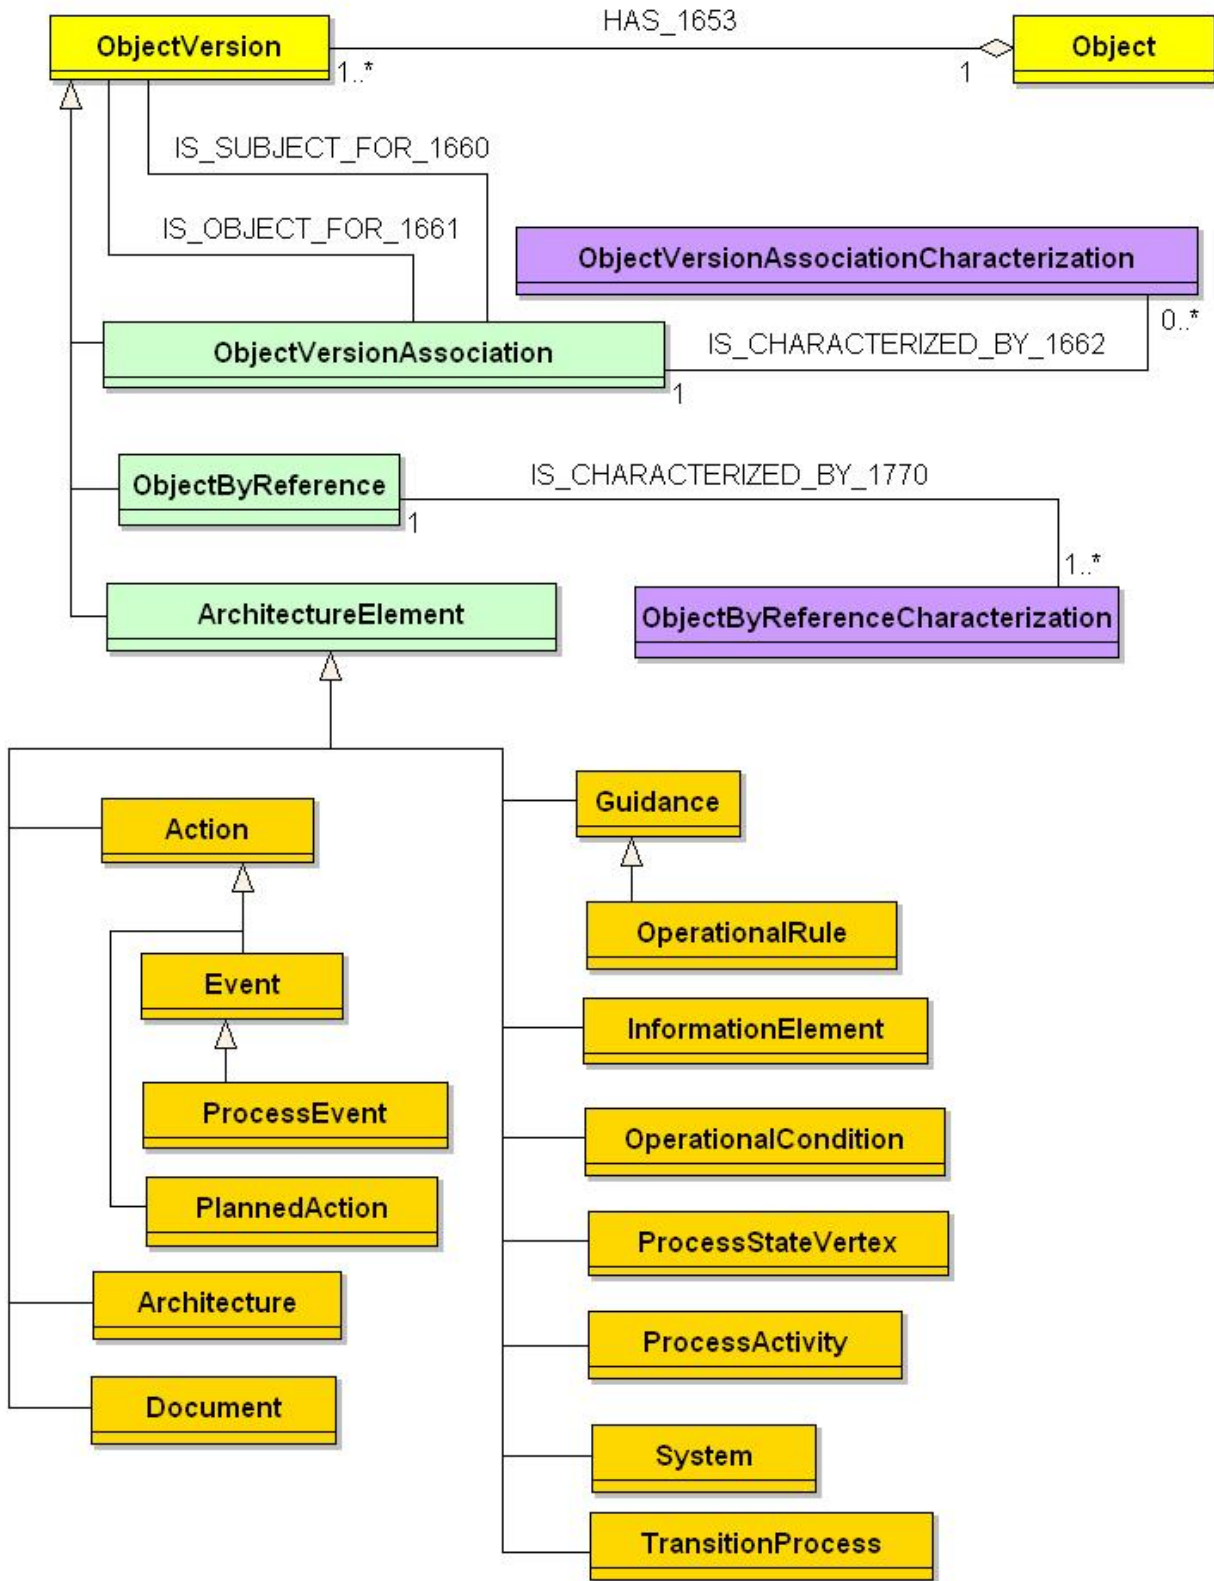 HAS_1653
ObjectVersion
Object
1..*
1
IS_SUBJECT_FOR_1660
IS_OBJECT_FOR_1661
ObjectVersionAssociationCharacterization
0..*
ObjectVersionAssociation
IS_CHARACTERIZED_BY_1662
1
ObjectByReference
IS_CHARACTERIZED_BY_1770
1
1..*
ArchitectureElement
ObjectByReferenceCharacterization
Action
Guidance
OperationalRule
Event
InformationElement
ProcessEvent
OperationalCondition
PlannedAction
ProcessStateVertex
Architecture
ProcessActivity
Document
System
TransitionProcess